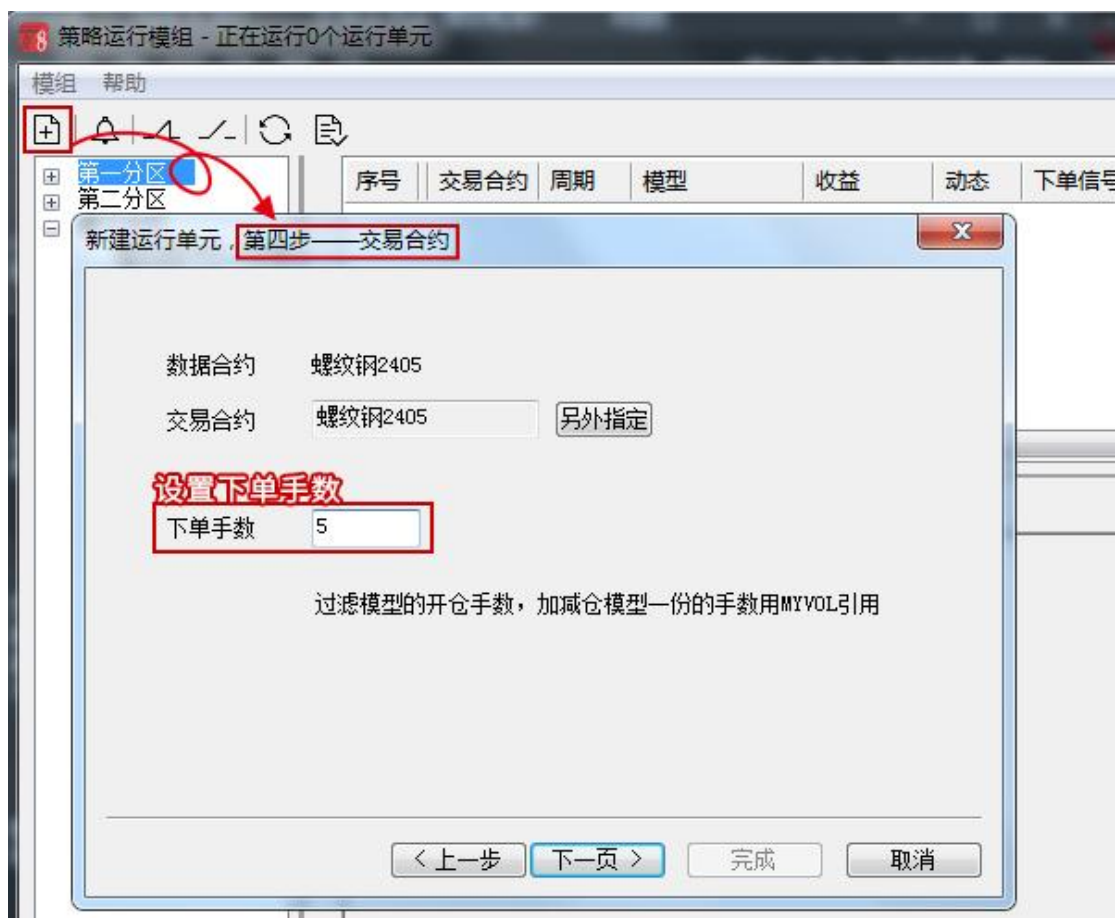 策略运行模组 - 正在运行0个运行单元
模组 帮助
第一分区
第二分区
序号 交易合约 周期 模型 收益 动态 下单信号
新建运行单元，第四步——交易合约
数据合约 螺纹钢2405
交易合约 螺纹钢2405 另外指定
设置下单手数
下单手数 5
过滤模型的开仓手数，加减仓模型一份的手数用MYVOL引用
< 上一步 下一页 > 完成 取消